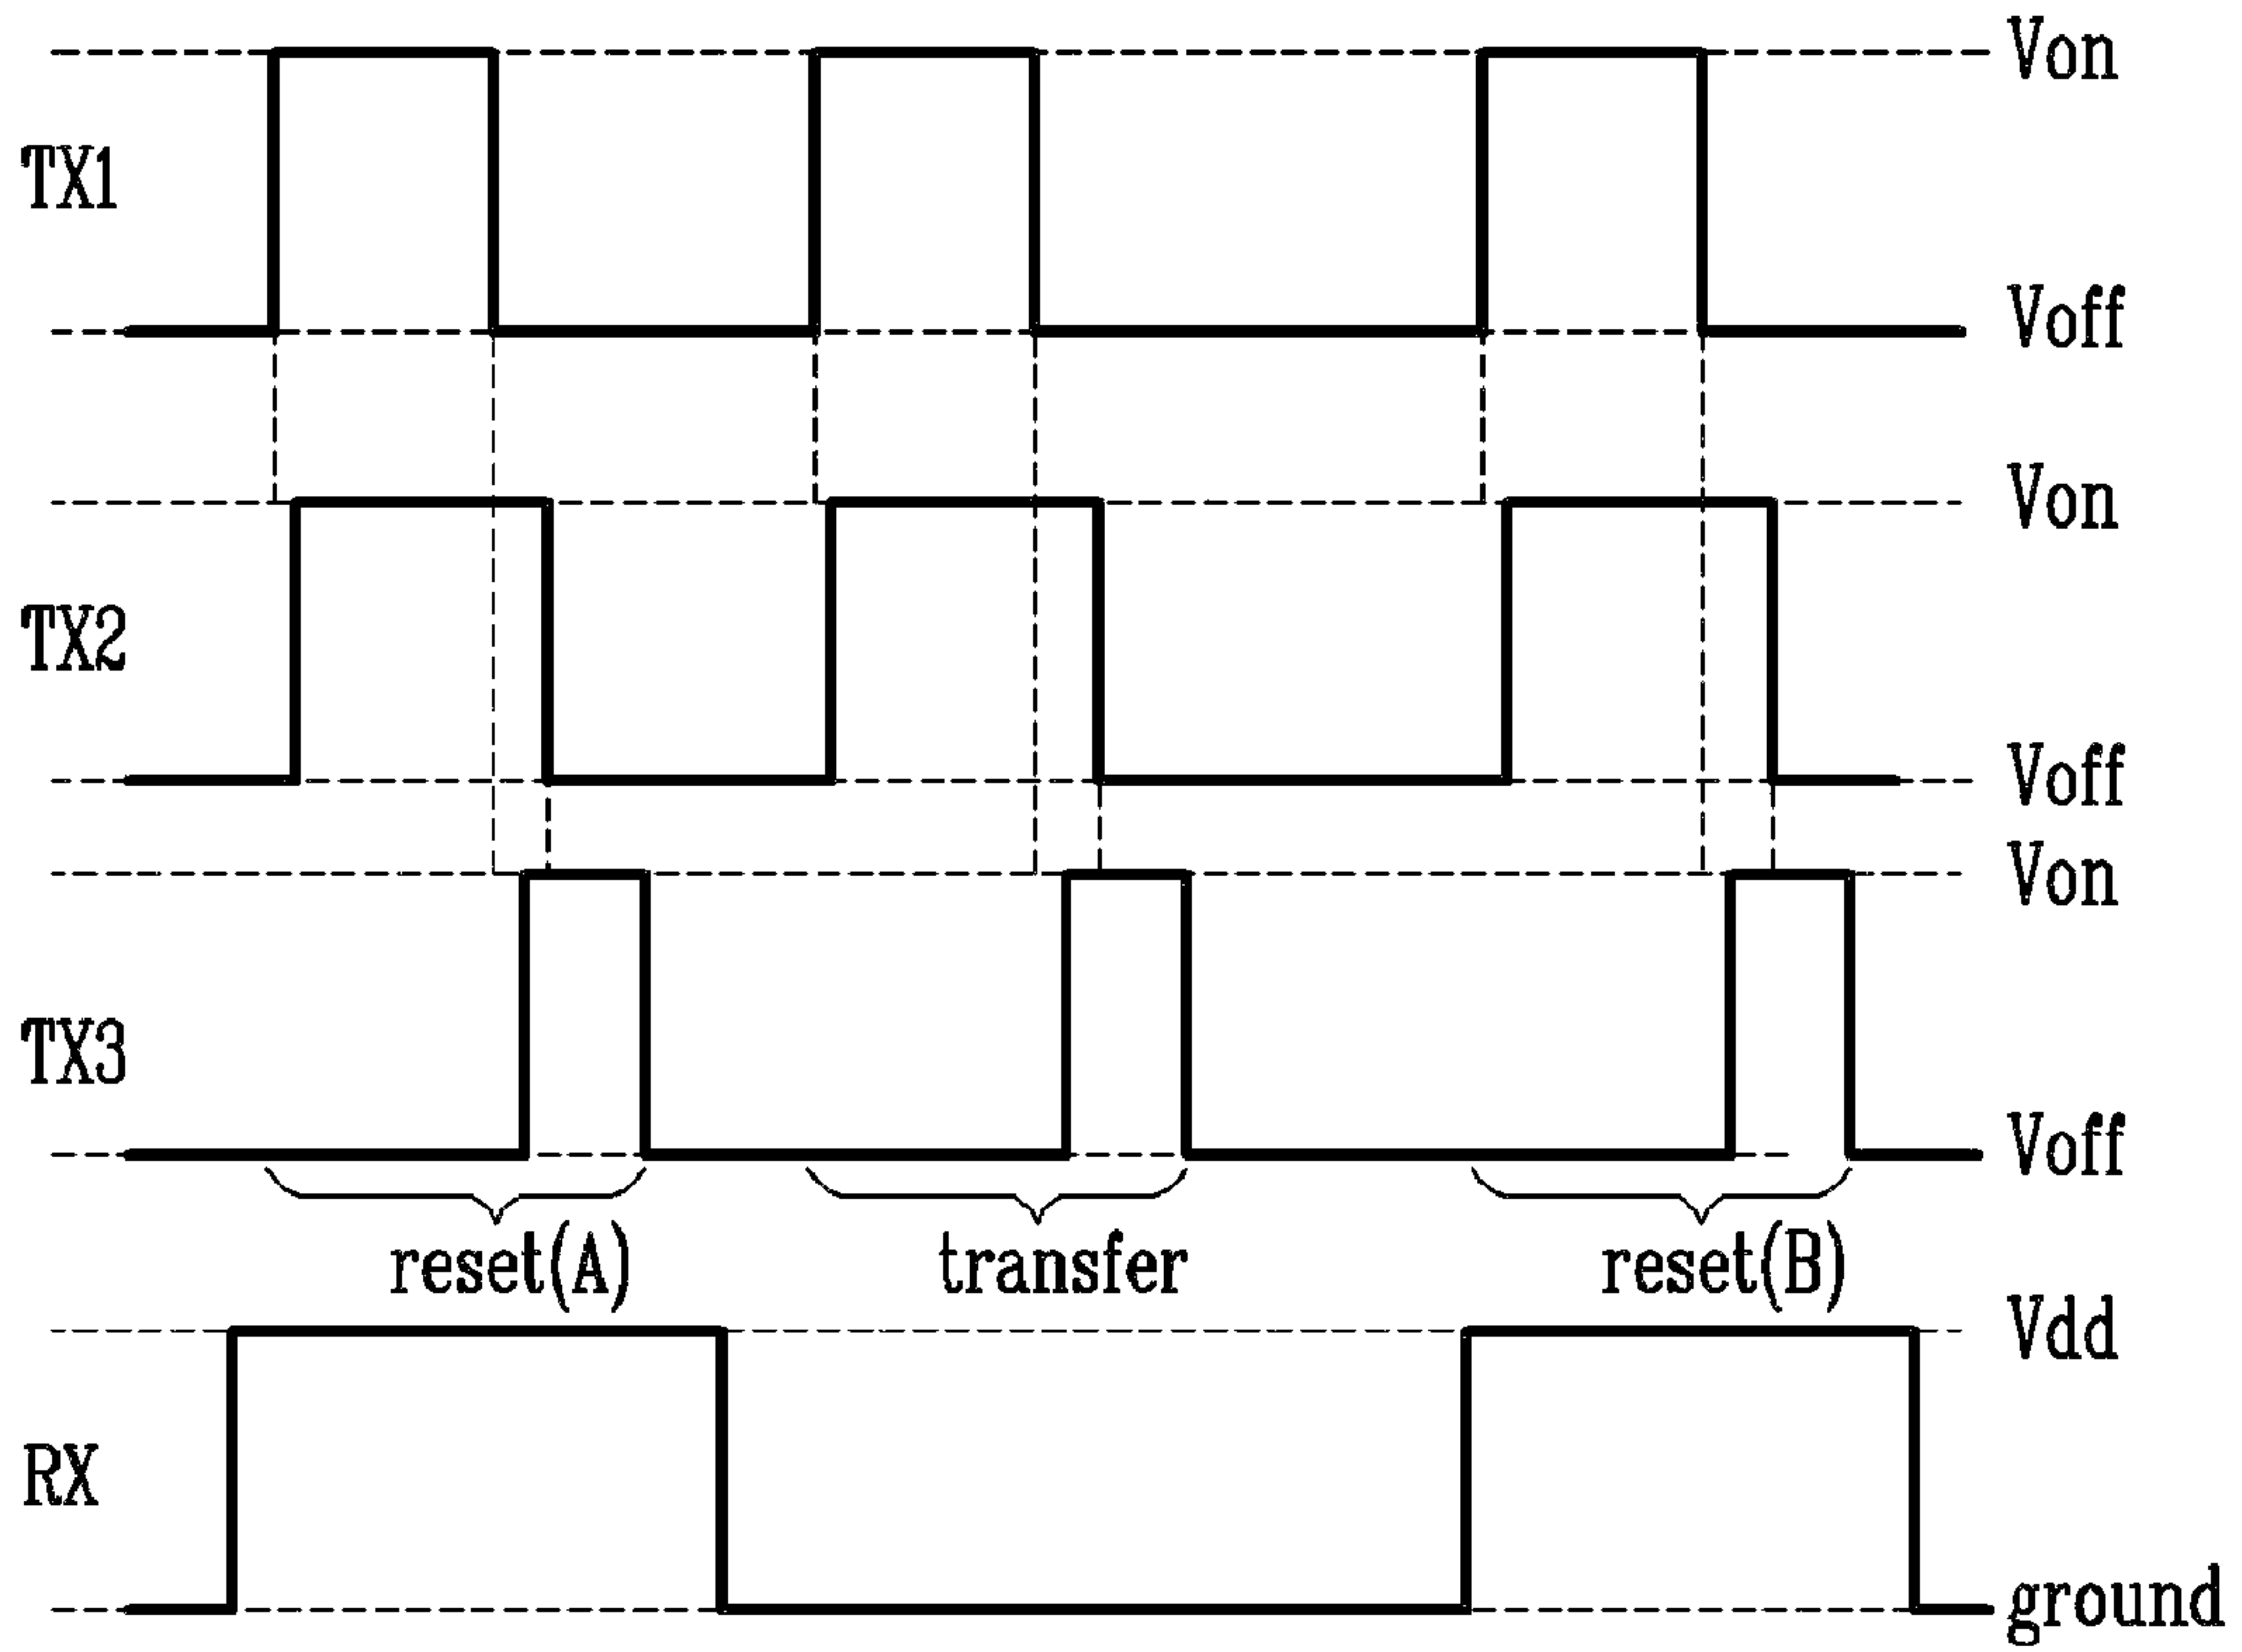 Von
TX1
Voff
Von
TX2
Voff
Von
TX3
Voff
reset(A) transfer reset(B)
Vdd
RX
ground